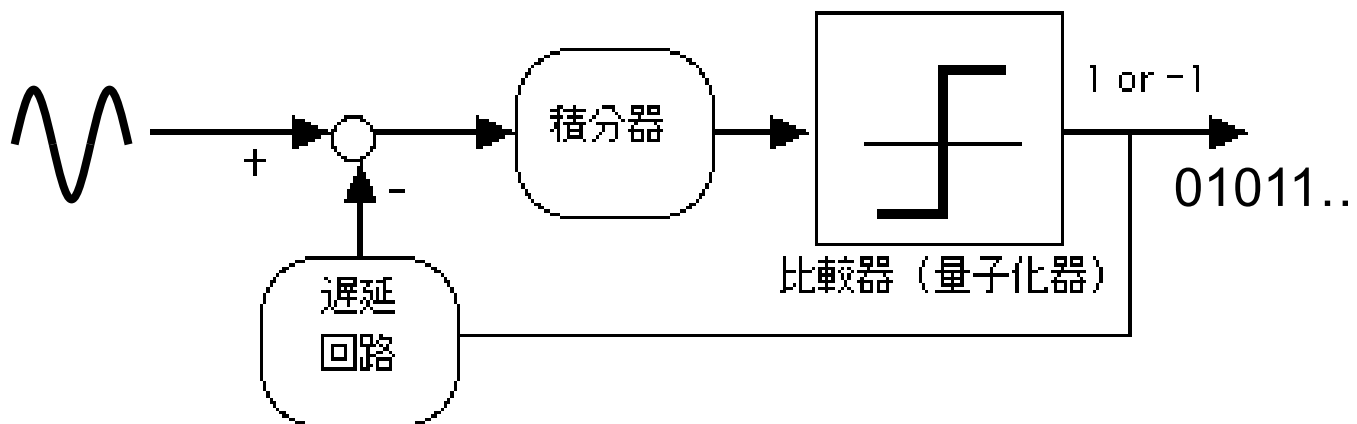 1 or -1
積分器
+
-
01011..
比較器（量子化器）
遅延
回路